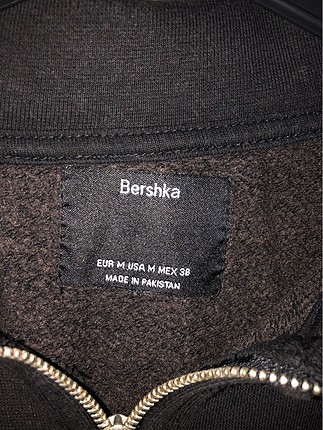 Bershka
EUR M USA M MEX 38
MADE IN PAKISTAN